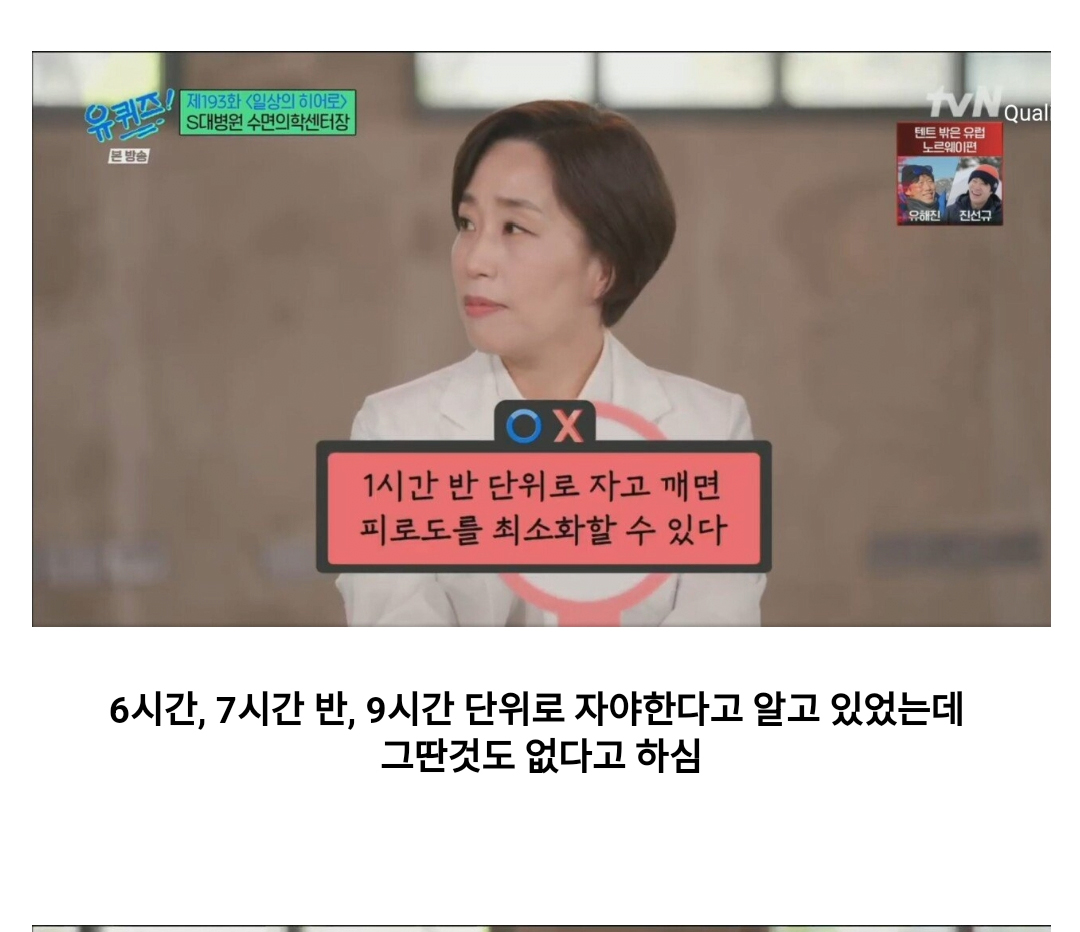 유퀴즈!
제193화 <일상의 히어로>
S대병원 수면의학센터장
본 방송
tvN Quali
텐트 밖은 유럽
노르웨이편
유해진 진선규
O X
1시간 반 단위로 자고 깨면
피로도를 최소화할 수 있다
6시간, 7시간 반, 9시간 단위로 자야한다고 알고 있었는데
그딴것도 없다고 하심